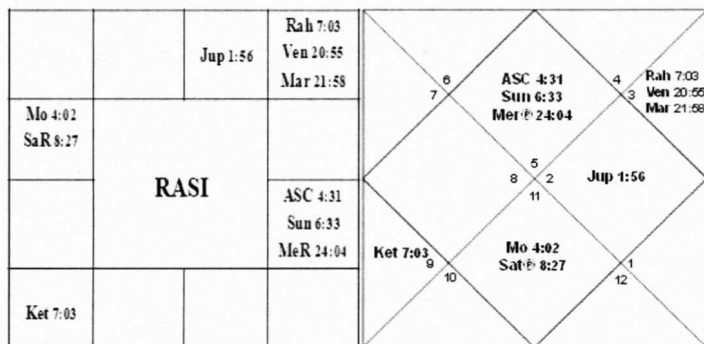 Jup 1:56
Rah 7:03
Ven 20:55
Mar 21:58
Mo 4:02
SaR 8:27
RASI
ASC 4:31
Sun 6:33
MeR 24:04
Ket 7:03
6
7
ASC 4:31
Sun 6:33
Mer℞ 24:04
4
3
Rah 7:03
Ven 20:55
Mar 21:58
5
8 2
11
Jup 1:56
Ket 7:03
9
10
Mo 4:02
Sat℞ 8:27
1
12